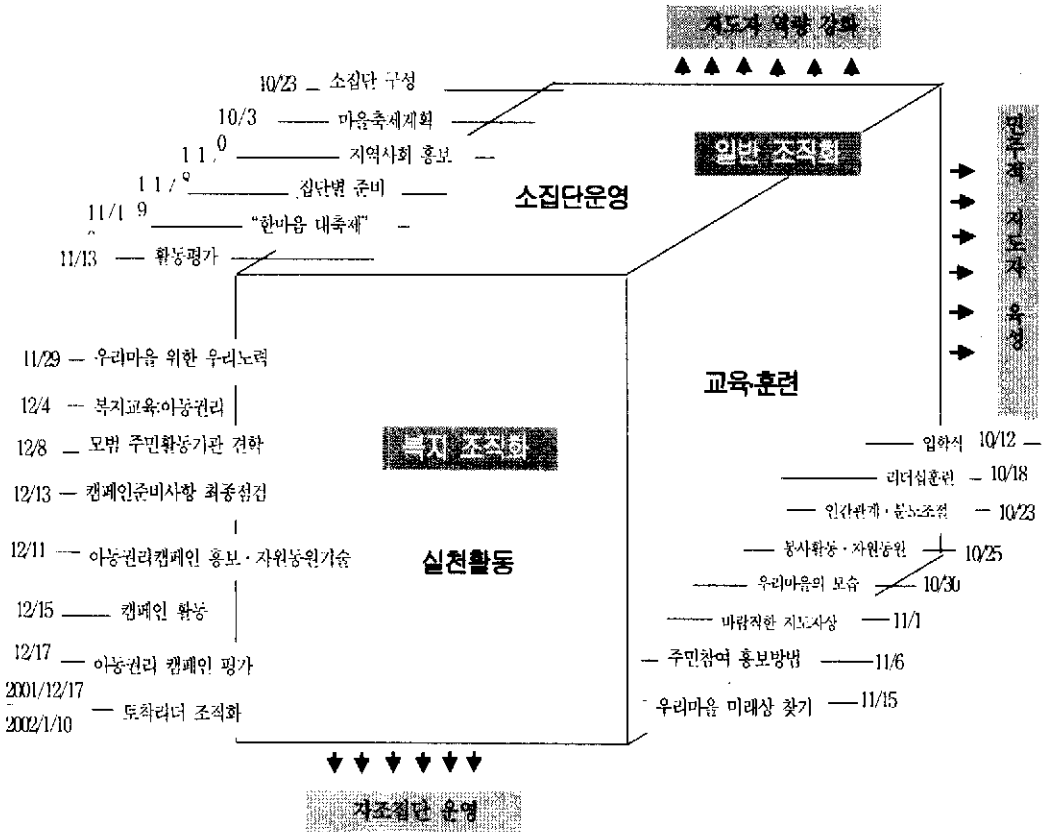 지도자 역량 강화
10/23 – 소집단 구성
10/3 — 마을축제계획
0
11/ — 지역사회 홍보
11/9 — 집단별 준비
11/1 9 — “한마음 대축제”
11/13 — 활동평가
일반 조직화
소집단운영
민주적 지도자 육성
교육·훈련
11/29 – 우리마을 위한 우리노력
12/4 – 복지교육:아동권리
12/8 – 모범 주민활동기관 견학
12/13 – 캠페인준비사항 최종점검
12/11 – 아동권리캠페인 홍보·자원동원기술
12/15 — 캠페인 활동
12/17 — 아동권리 캠페인 평가
2001/12/17
–
2002/1/10 – 토착리더 조직화
복지 조직화
실천활동
입학식 10/12
리더십훈련 – 10/18
인간관계·분노조절 – 10/23
봉사활동·자원동원 – 10/25
우리마을의 모습 – 10/30
바람직한 지도자상 — 11/1
주민참여 홍보방법 — 11/6
우리마을 미래상 찾기 — 11/15
자조집단 운영